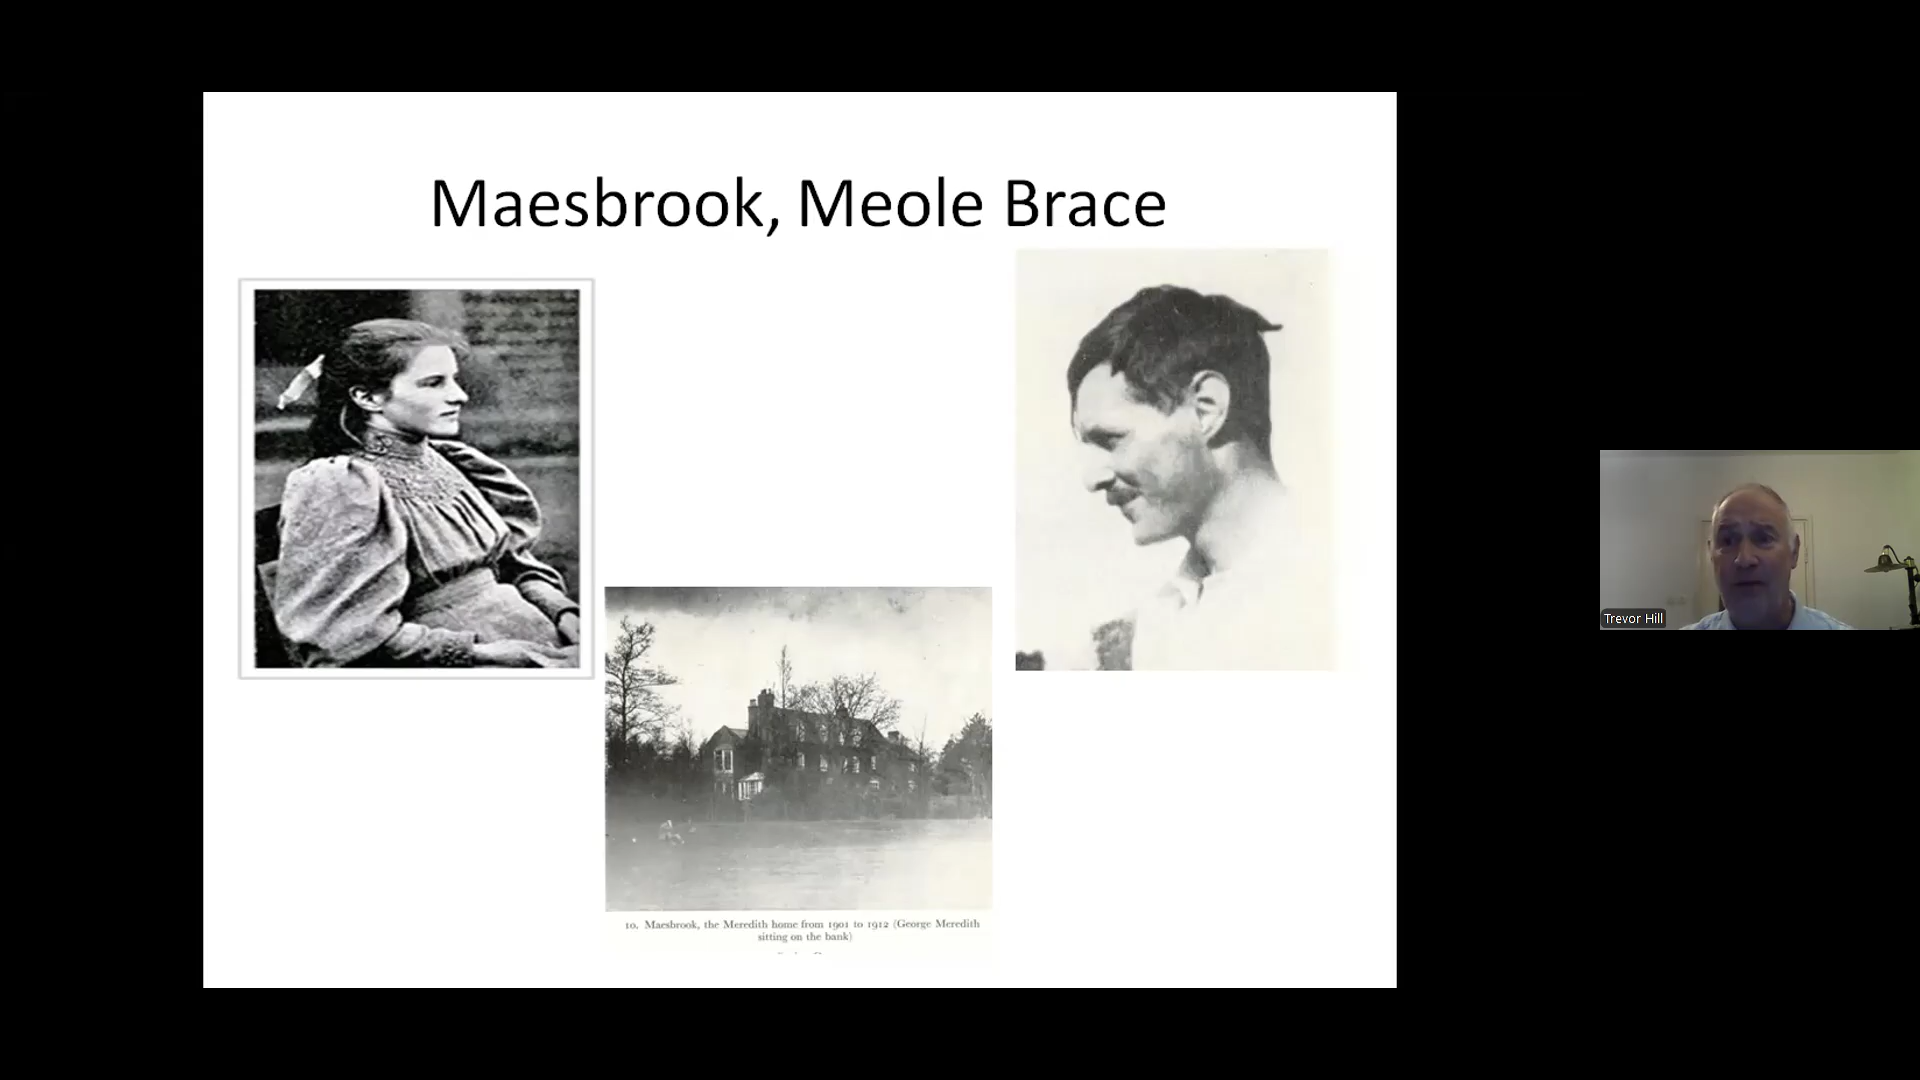 Maesbrook, Meole Brace
10. Maesbrook, the Meredith home from 1901 to 1912 (George Meredith
sitting on the bank)
Trevor Hill